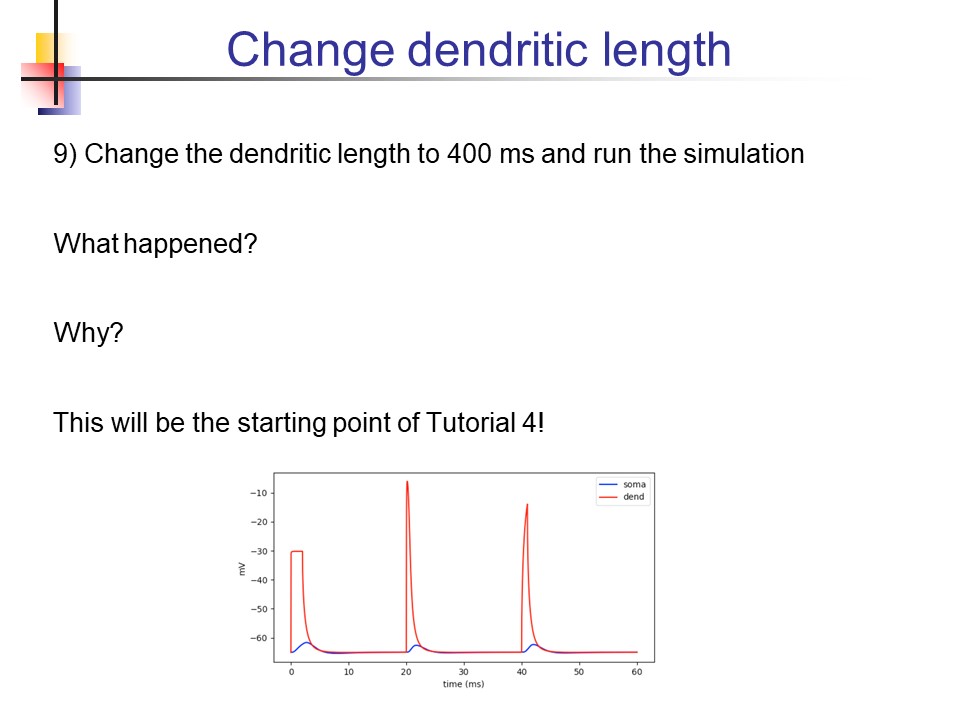 Change dendritic length
9) Change the dendritic length to 400 ms and run the simulation
What happened?
Why?
This will be the starting point of Tutorial 4!
soma
dend
−10
−20
−30
−40
−50
−60
mV
0 10 20 30 40 50 60
time (ms)